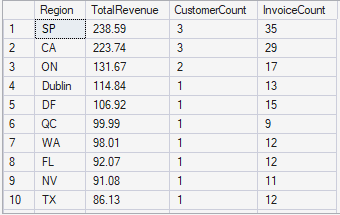 Region TotalRevenue CustomerCount InvoiceCount
1 SP 238.59 3 35
2 CA 223.74 3 29
3 ON 131.67 2 17
4 Dublin 114.84 1 13
5 DF 106.92 1 15
6 QC 99.99 1 9
7 WA 98.01 1 12
8 FL 92.07 1 12
9 NV 91.08 1 11
10 TX 86.13 1 12